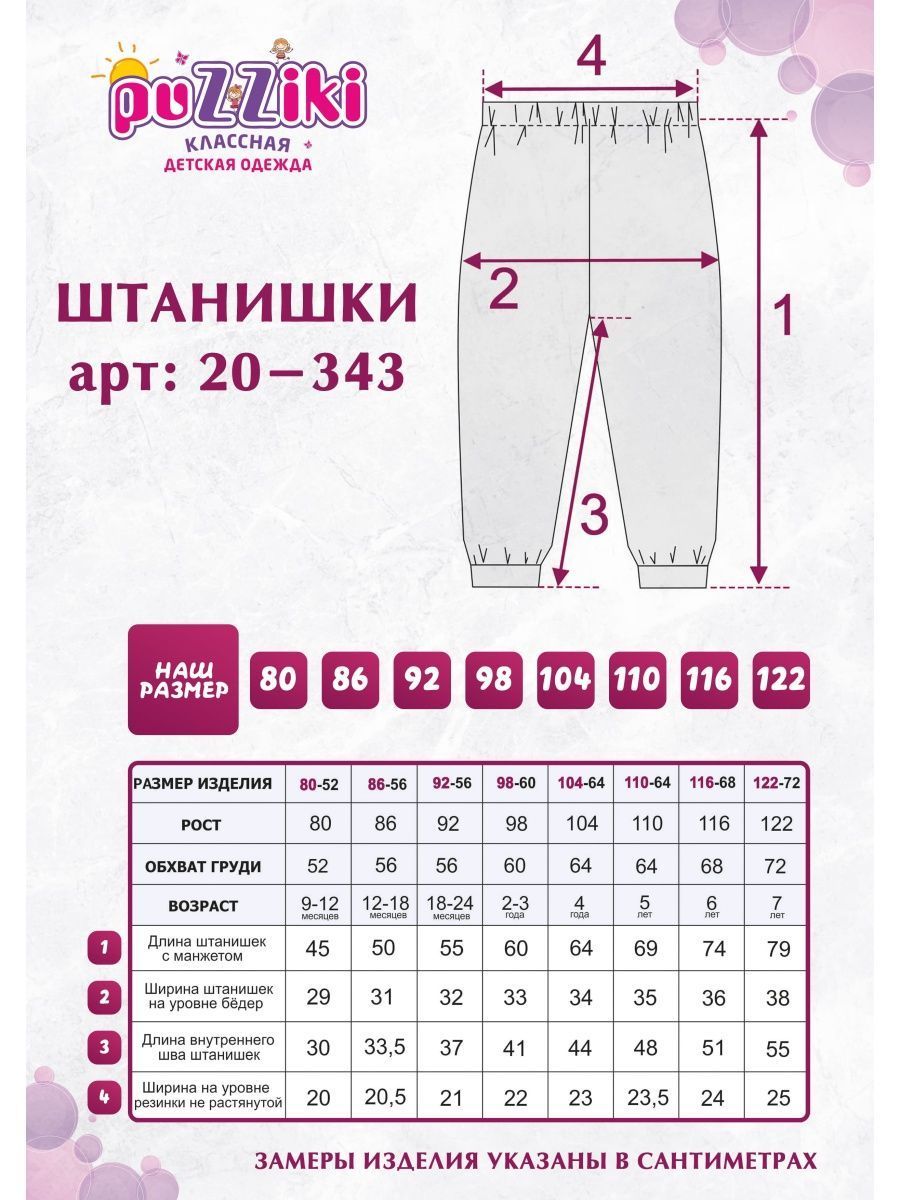 puzziki
КЛАССНАЯ
ДЕТСКАЯ ОДЕЖДА
ШТАНИШКИ
арт: 20-343
4
2
1
3
НАШ
РАЗМЕР
80 86 92 98 104 110 116 122
РАЗМЕР ИЗДЕЛИЯ 80-52 86-56 92-56 98-60 104-64 110-64 116-68 122-72
РОСТ 80 86 92 98 104 110 116 122
ОБХВАТ ГРУДИ 52 56 56 60 64 64 68 72
ВОЗРАСТ 9-12 12-18 18-24 2-3 4 5 6 7
месяцев месяцев месяцев года года лет лет лет
1 Длина штанишек
с манжетом 45 50 55 60 64 69 74 79
2 Ширина штанишек
на уровне бёдер 29 31 32 33 34 35 36 38
3 Длина внутреннего
шва штанишек 30 33,5 37 41 44 48 51 55
4 Ширина на уровне
резинки не растянутой 20 20,5 21 22 23 23,5 24 25
ЗАМЕРЫ ИЗДЕЛИЯ УКАЗАНЫ В САНТИМЕТРАХ